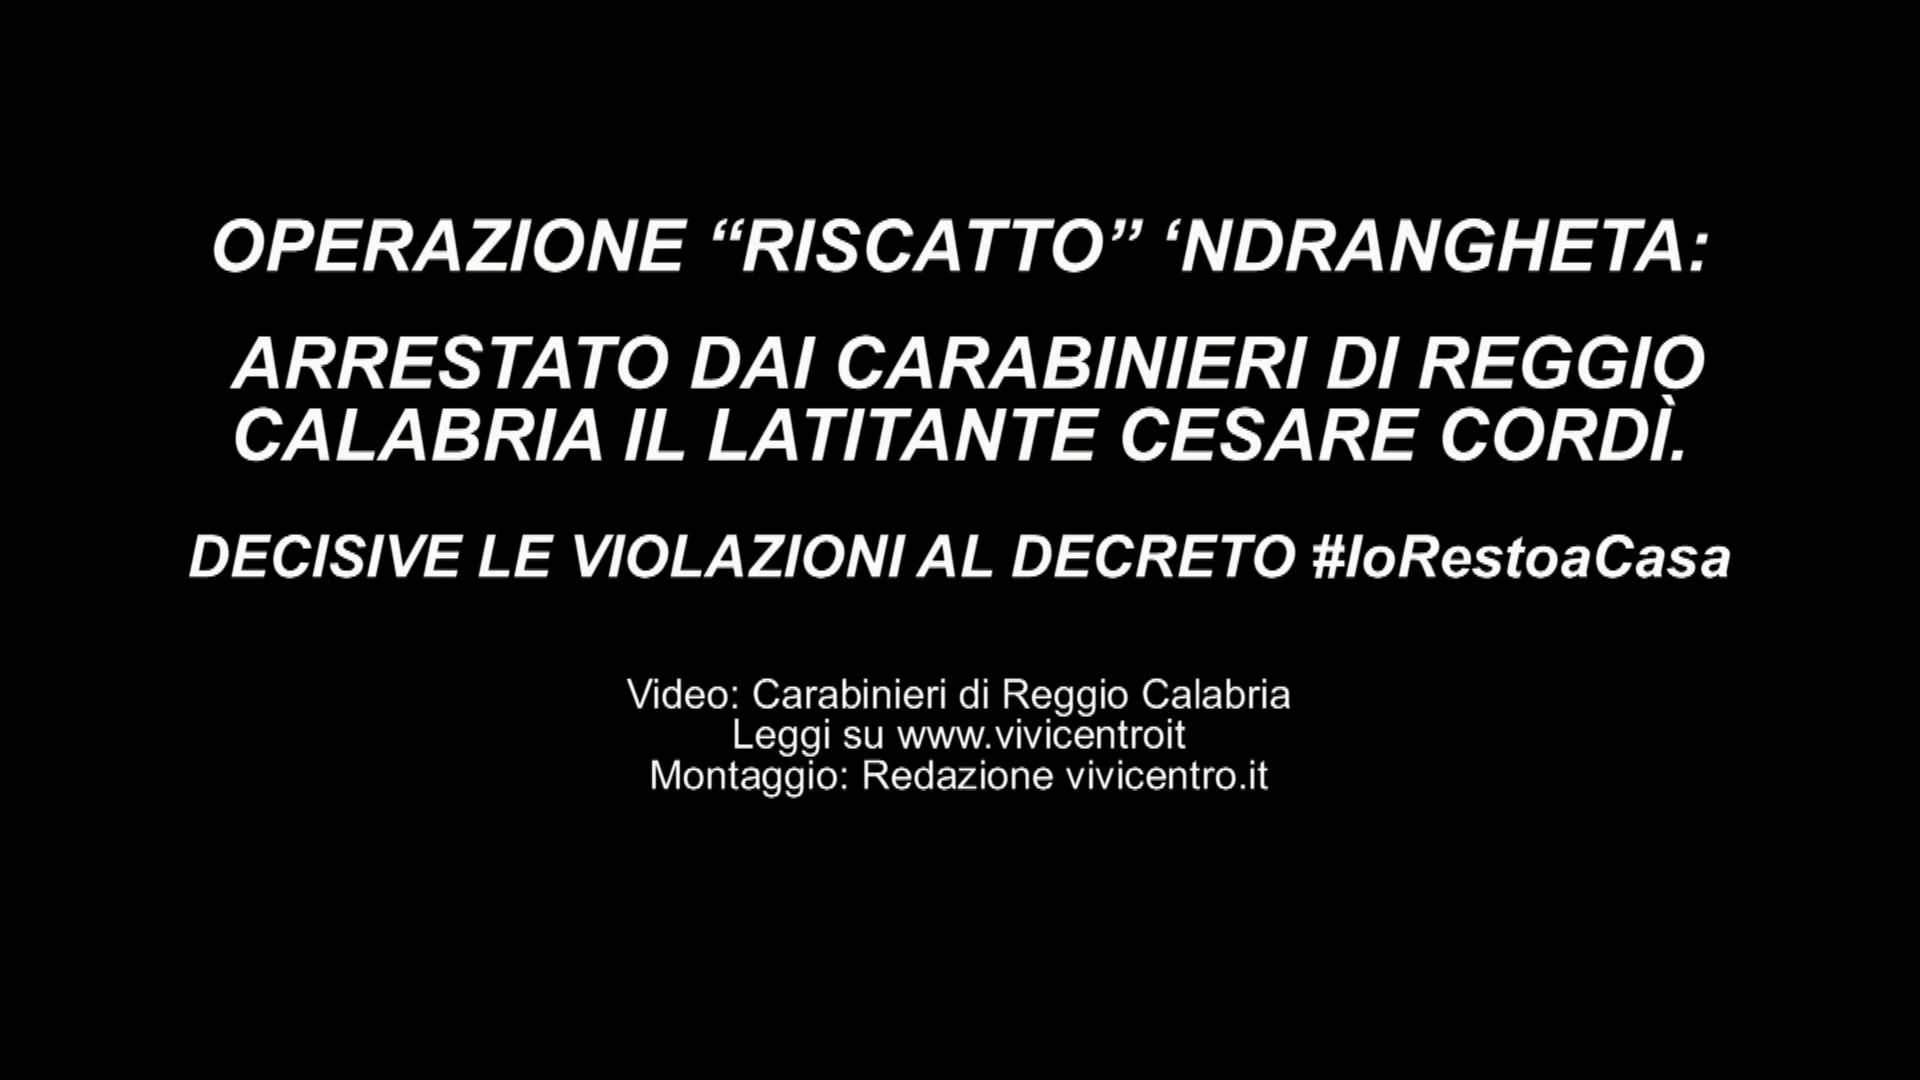 OPERAZIONE “RISCATTO” ‘NDRANGHETA:
ARRESTATO DAI CARABINIERI DI REGGIO
CALABRIA IL LATITANTE CESARE CORDÌ.
DECISIVE LE VIOLAZIONI AL DECRETO #IoRestoaCasa
Video: Carabinieri di Reggio Calabria
Leggi su www.vivicentroit
Montaggio: Redazione vivicentro.it